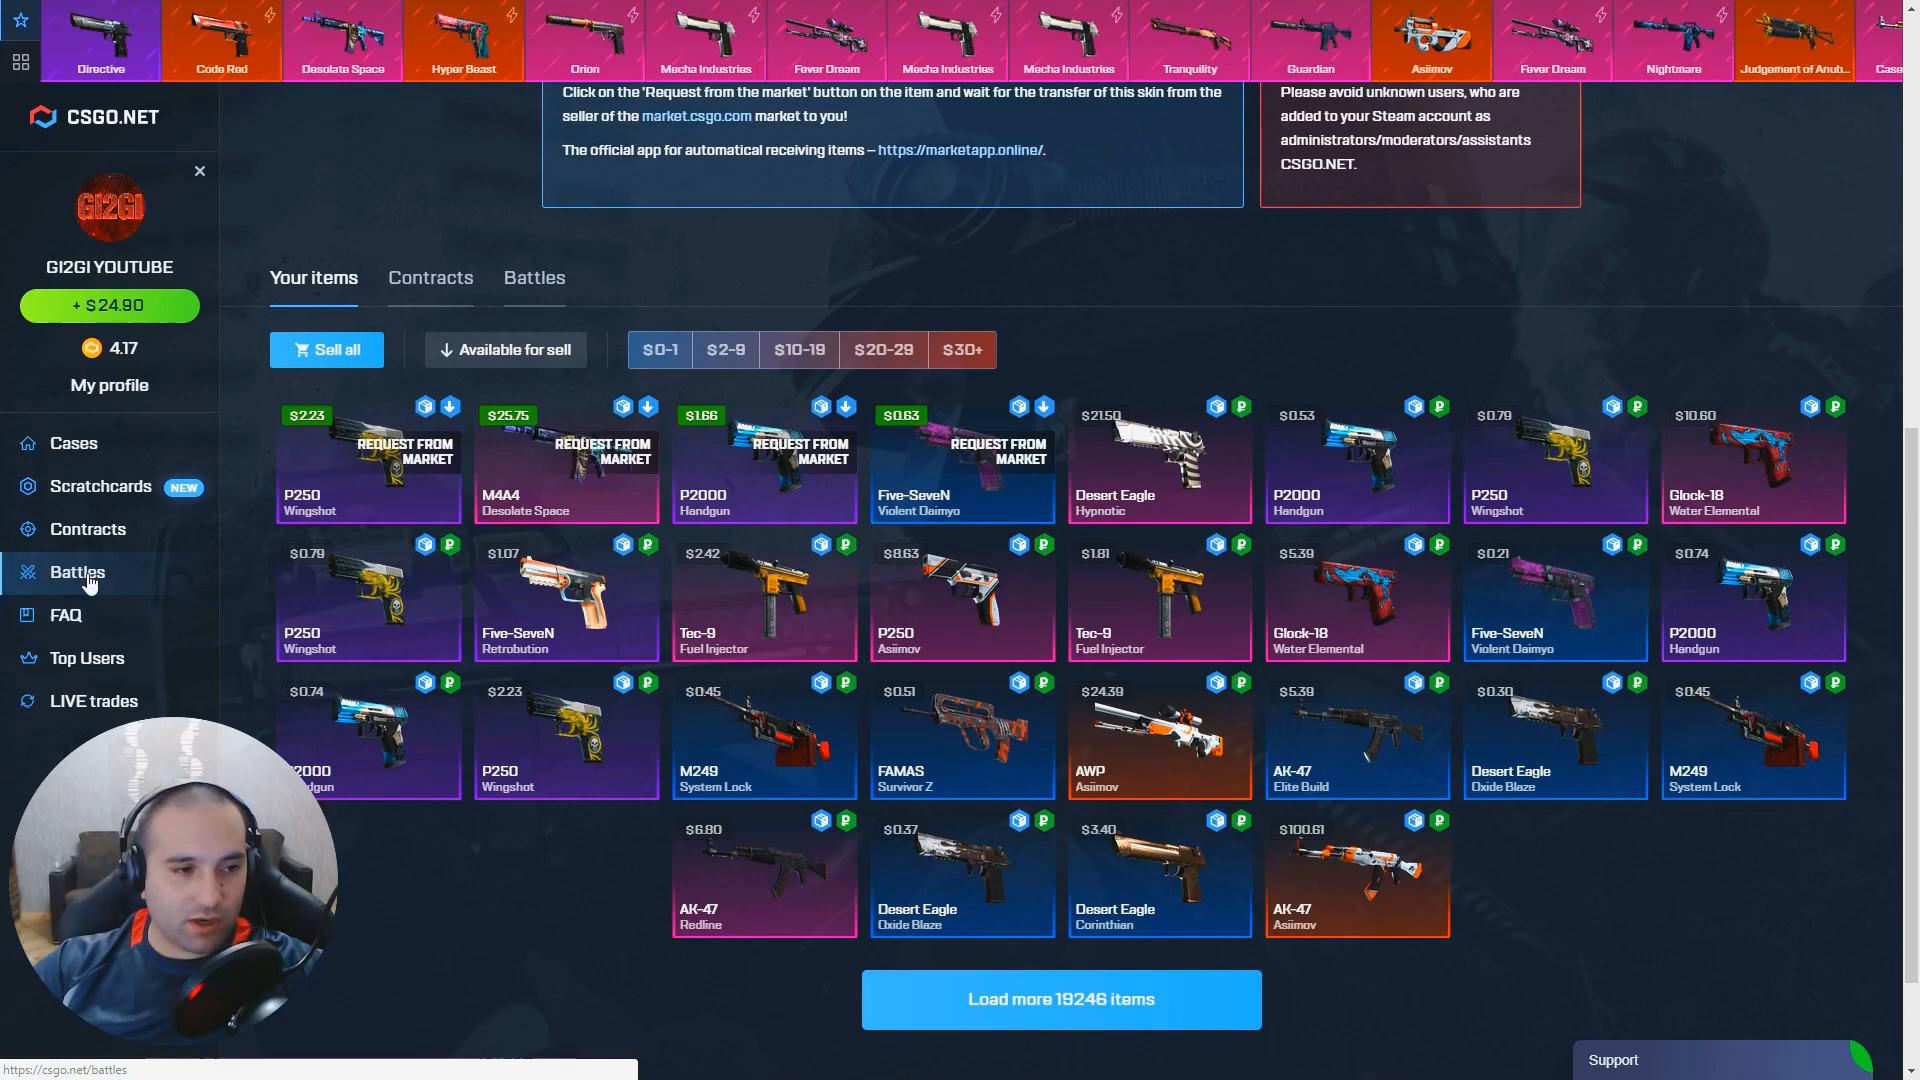 Directive
Code Red
Desolate Space
Hyper Beast
Orion
Mecha Industries
Fever Dream
Mecha Industries
Mecha Industries
Tranquility
Guardian
Asiimov
Fever Dream
Nightmare
Judgement of Anub...
Case
CSGO.NET
GI2GI
GI2GI YOUTUBE
+ $24.90
4.17
My profile
Cases
Scratchcards NEW
Contracts
Battles
FAQ
Top Users
LIVE trades
Click on the 'Request from the market' button on the item and wait for the transfer of this skin from the
seller of the market.csgo.com market to you!
The official app for automatical receiving items – https://marketapp.online/.
Please avoid unknown users, who are
added to your Steam account as
administrators/moderators/assistants
CSGO.NET.
Your items Contracts Battles
Sell all
Available for sell
$0-1 $2-9 $10-19 $20-29 $30+
$2.23
REQUEST FROM
MARKET
P250
Wingshot
$25.75
REQUEST FROM
MARKET
M4A4
Desolate Space
$1.66
REQUEST FROM
MARKET
P2000
Handgun
$0.63
REQUEST FROM
MARKET
Five-SeveN
Violent Daimyo
$21.50
Desert Eagle
Hypnotic
$0.53
P2000
Handgun
$0.79
P250
Wingshot
$10.60
Glock-18
Water Elemental
$0.79
P250
Wingshot
$1.07
Five-SeveN
Retrobution
$2.42
Tec-9
Fuel Injector
$8.63
P250
Asiimov
$1.81
Tec-9
Fuel Injector
$5.39
Glock-18
Water Elemental
$0.21
Five-SeveN
Violent Daimyo
$0.74
P2000
Handgun
$0.74
2000
dgun
$2.23
P250
Wingshot
$0.45
M249
System Lock
$0.51
FAMAS
Survivor Z
$24.39
AWP
Asiimov
$5.39
AK-47
Elite Build
$0.30
Desert Eagle
Oxide Blaze
$0.45
M249
System Lock
$6.80
AK-47
Redline
$0.37
Desert Eagle
Oxide Blaze
$3.40
Desert Eagle
Corinthian
$100.61
AK-47
Asiimov
Load more 19246 items
Support
https://csgo.net/battles